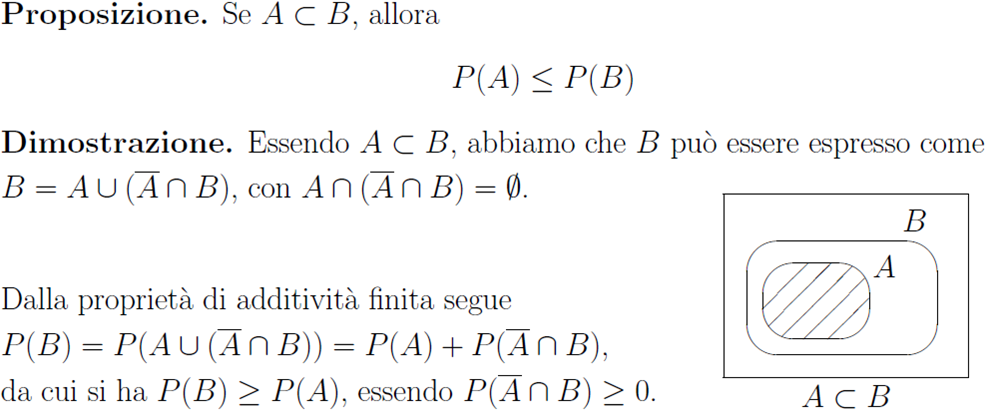 Proposizione. Se A ⊂ B, allora
P(A) ≤ P(B)
Dimostrazione. Essendo A ⊂ B, abbiamo che B può essere espresso come
B = A ∪ (A̅ ∩ B), con A ∩ (A̅ ∩ B) = ∅.
B
A
Dalla proprietà di additività finita segue
P(B) = P(A ∪ (A̅ ∩ B)) = P(A) + P(A̅ ∩ B),
da cui si ha P(B) ≥ P(A), essendo P(A̅ ∩ B) ≥ 0.
A ⊂ B